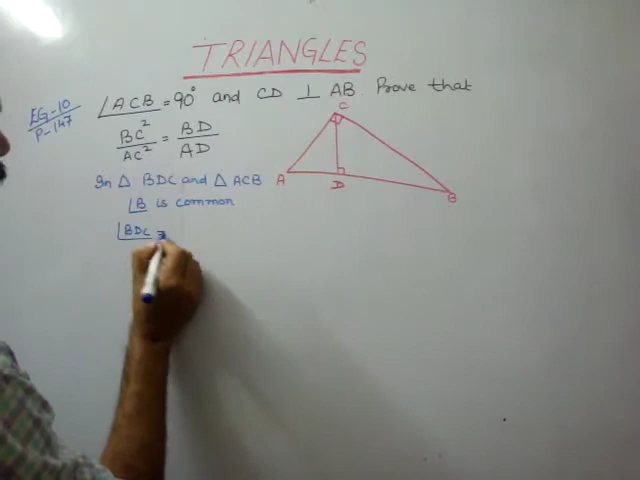 TRIANGLES
EG-10
P-147
∠ACB = 90° and CD ⊥ AB. Prove that
BC²/AC² = BD/AD
In △ BDC and △ ACB
∠B is common
∠BDC =
C
A
D
B